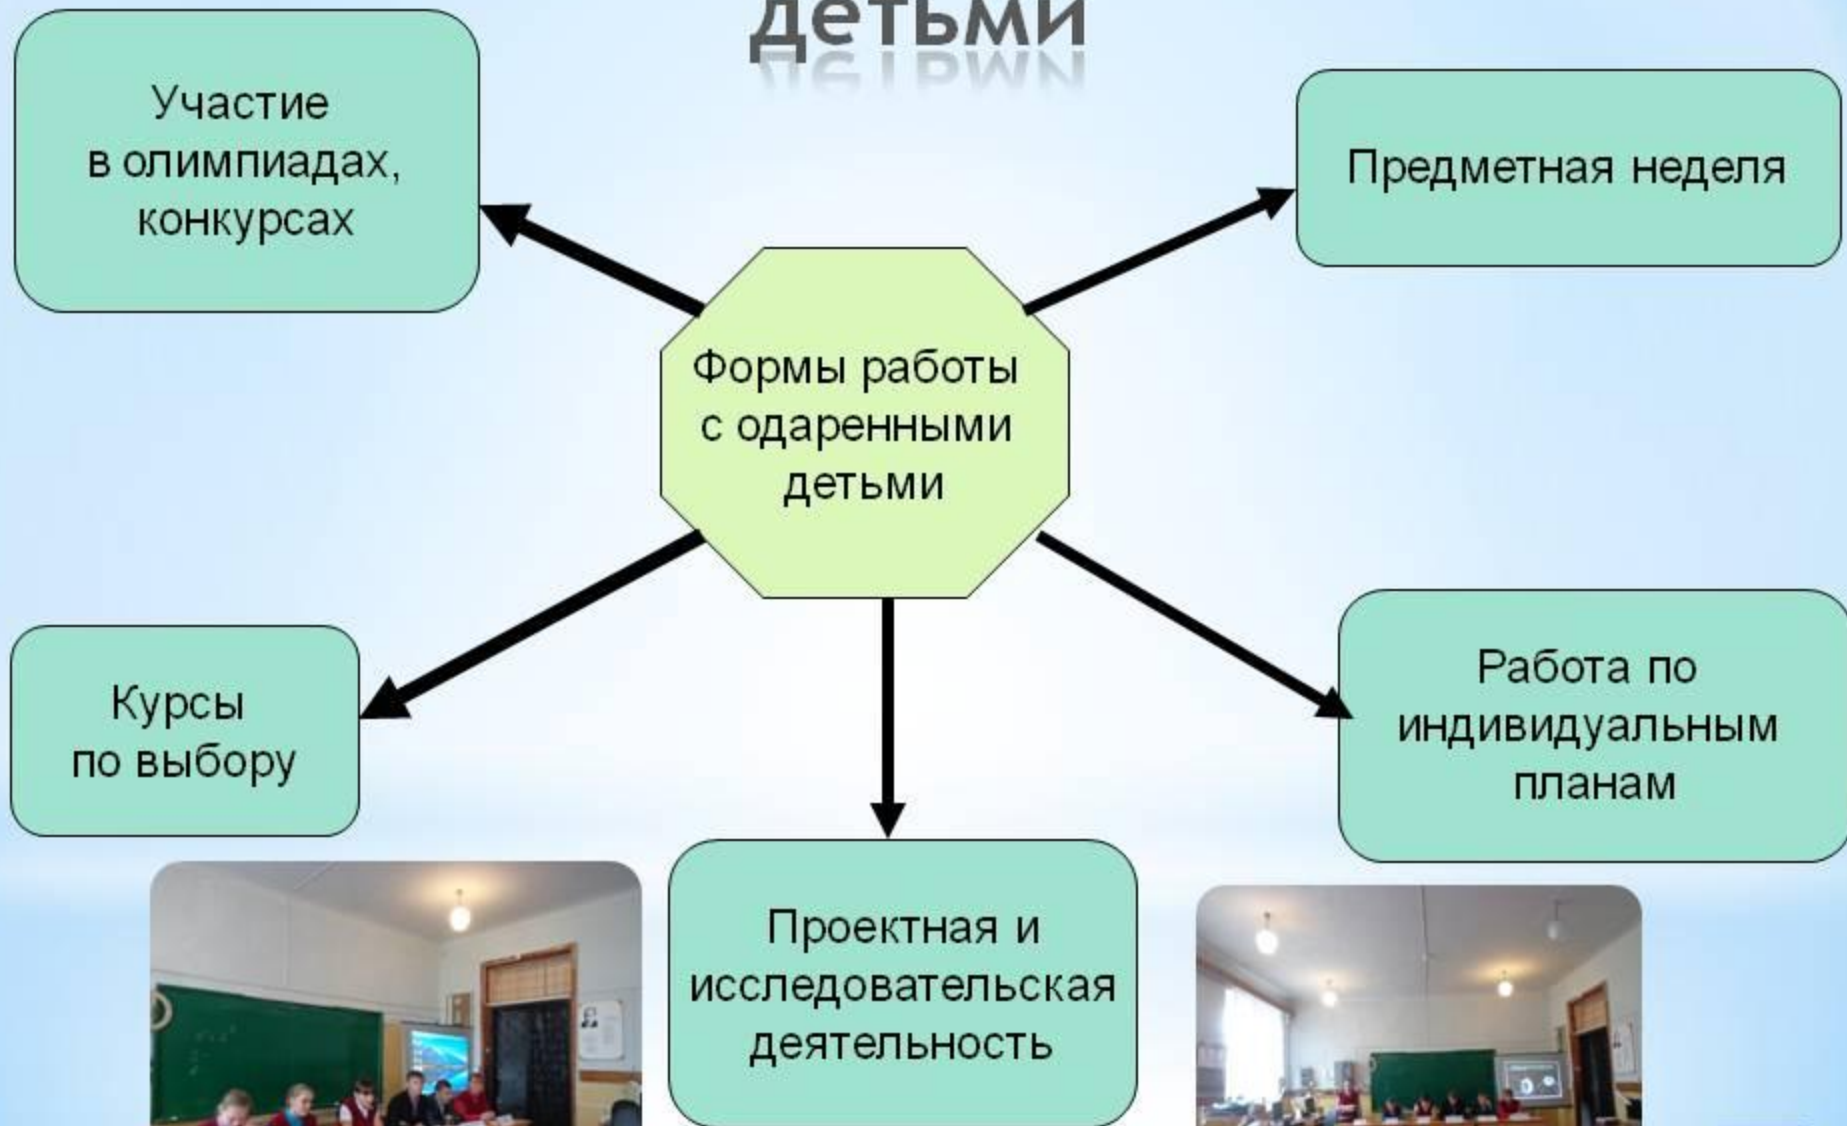 детьми
Участие
в олимпиадах,
конкурсах
Предметная неделя
Формы работы
с одаренными
детьми
Курсы
по выбору
Работа по
индивидуальным
планам
Проектная и
исследовательская
деятельность